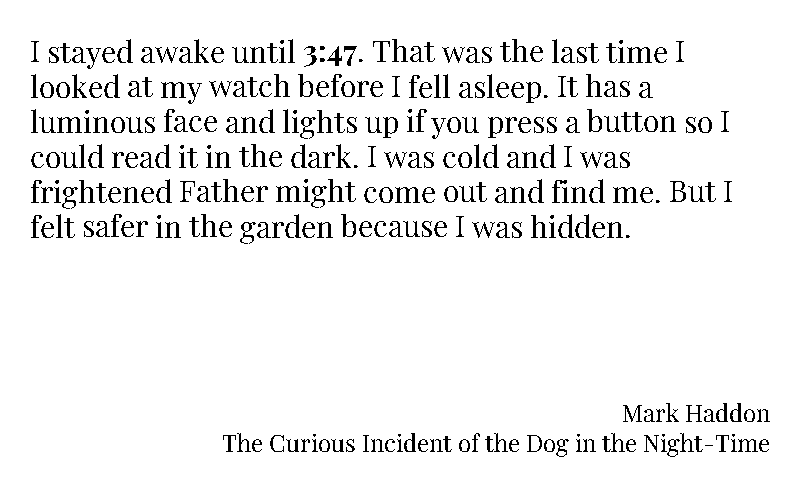 I stayed awake until 3:47. That was the last time I
looked at my watch before I fell asleep. It has a
luminous face and lights up if you press a button so I
could read it in the dark. I was cold and I was
frightened Father might come out and find me. But I
felt safer in the garden because I was hidden.
Mark Haddon
The Curious Incident of the Dog in the Night-Time